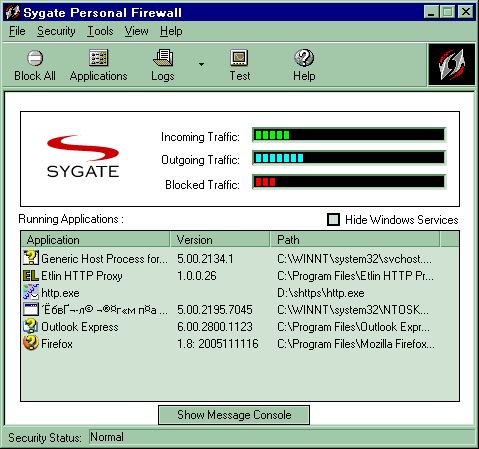 Sygate Personal Firewall
File Security Tools View Help
Block All Applications Logs Test Help
SYGATE
Incoming Traffic:
Outgoing Traffic:
Blocked Traffic:
Running Applications : Hide Windows Services
Application Version Path
Generic Host Process for... 5.00.2134.1 C:\WINNT\system32\svchost....
EL Etlin HTTP Proxy 1.0.0.26 C:\Program Files\Etlin HTTP Pr...
http.exe D:\shttps\http.exe
... 5.00.2195.7045 C:\WINNT\system32\NTOSK...
Outlook Express 6.00.2800.1123 C:\Program Files\Outlook Expr...
Firefox 1.8: 2005111116 C:\Program Files\Mozilla Firefox...
Show Message Console
Security Status: Normal